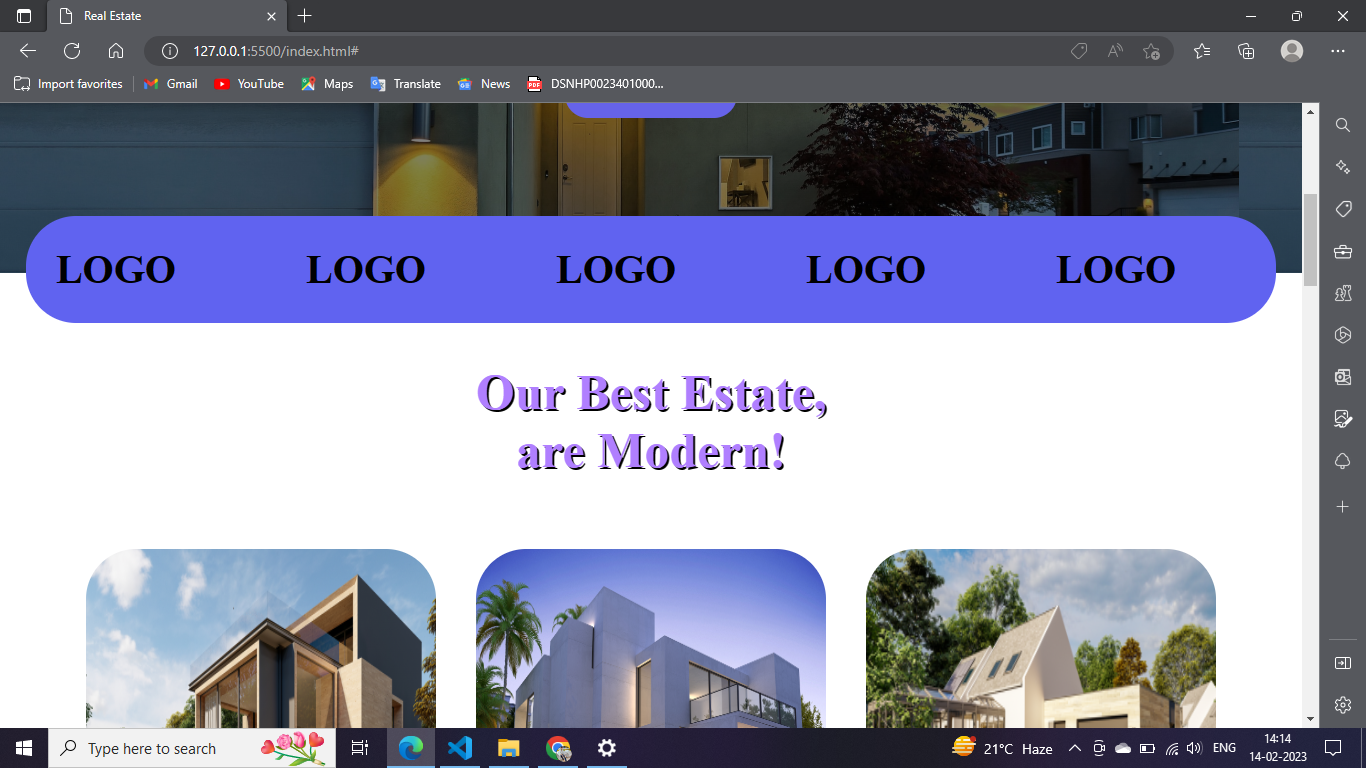 Real Estate
127.0.0.1:5500/index.html#
Import favorites
Gmail
YouTube
Maps
Translate
News
DSNHP0023401000...
LOGO LOGO LOGO LOGO LOGO
Our Best Estate,
are Modern!
Type here to search
21°C Haze
ENG
14:14
14-02-2023